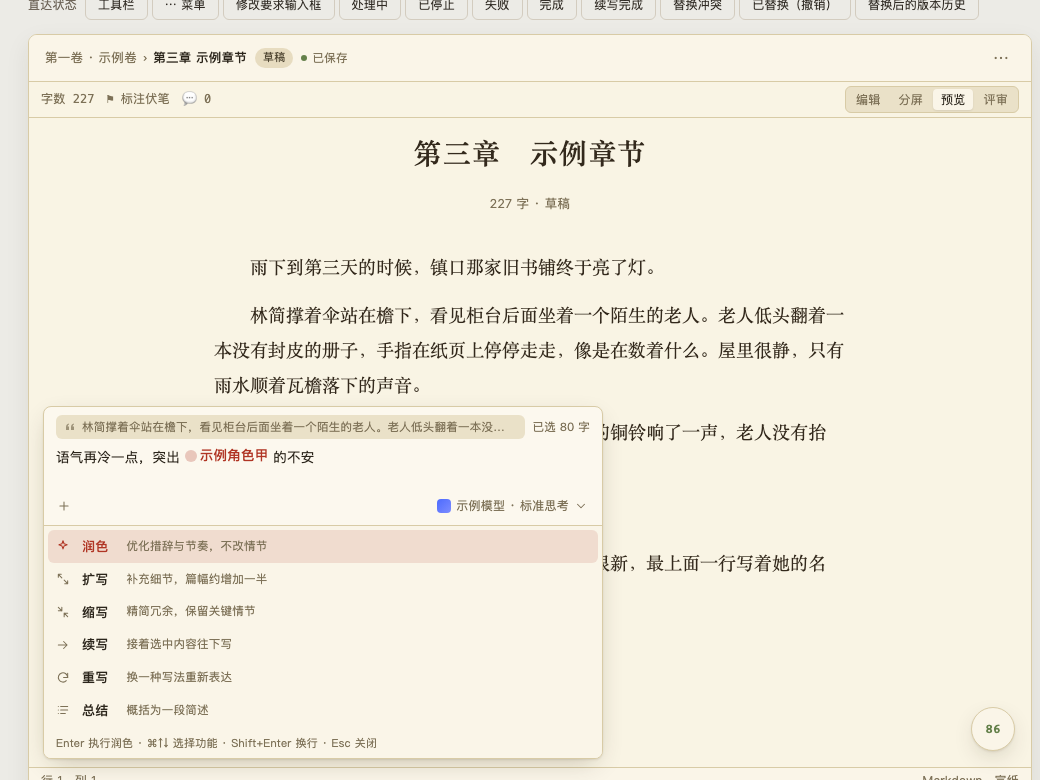 直达状态 工具栏 ··· 菜单 修改要求输入框 处理中 已停止 失败 完成 续写完成 替换冲突 已替换（撤销） 替换后的版本历史
第一卷 · 示例卷 › 第三章 示例章节 草稿 已保存 ···
字数 227 标注伏笔 0 编辑 分屏 预览 评审
第三章 示例章节
227 字 · 草稿
雨下到第三天的时候，镇口那家旧书铺终于亮了灯。
林简撑着伞站在檐下，看见柜台后面坐着一个陌生的老人。老人低头翻着一
本没有封皮的册子，手指在纸页上停停走走，像是在数着什么。屋里很静，只有
雨水顺着瓦檐落下的声音。
林简撑着伞站在檐下，看见柜台后面坐着一个陌生的老人。老人低头翻着一本没… 已选 80 字
的铜铃响了一声，老人没有抬
语气再冷一点，突出 示例角色甲 的不安
+ 示例模型 · 标准思考
润色 优化措辞与节奏，不改情节
很新，最上面一行写着她的名
扩写 补充细节，篇幅约增加一半
缩写 精简冗余，保留关键情节
续写 接着选中内容往下写
重写 换一种写法重新表达
总结 概括为一段简述
86
Enter 执行润色 · ⌘↑↓ 选择功能 · Shift+Enter 换行 · Esc 关闭
行 1，列 1 Markdown 宣纸